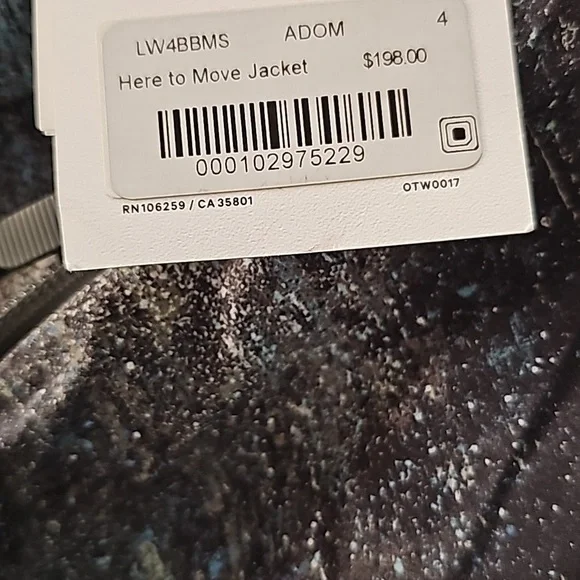 LW4BBMS ADOM 4
Here to Move Jacket $198.00
000102975229
RN106259 / CA 35801 OTW0017